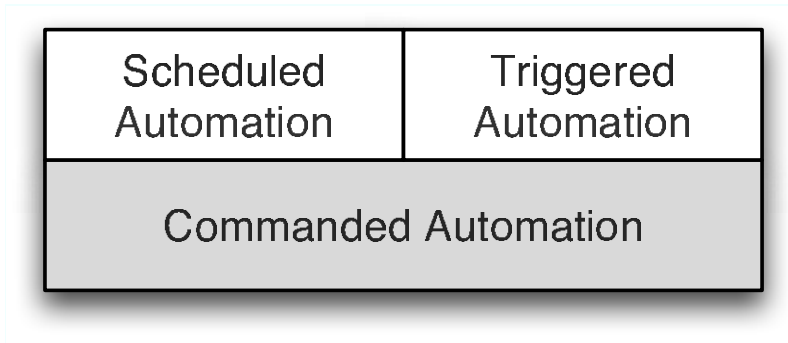 Scheduled
Automation
Triggered
Automation
Commanded Automation